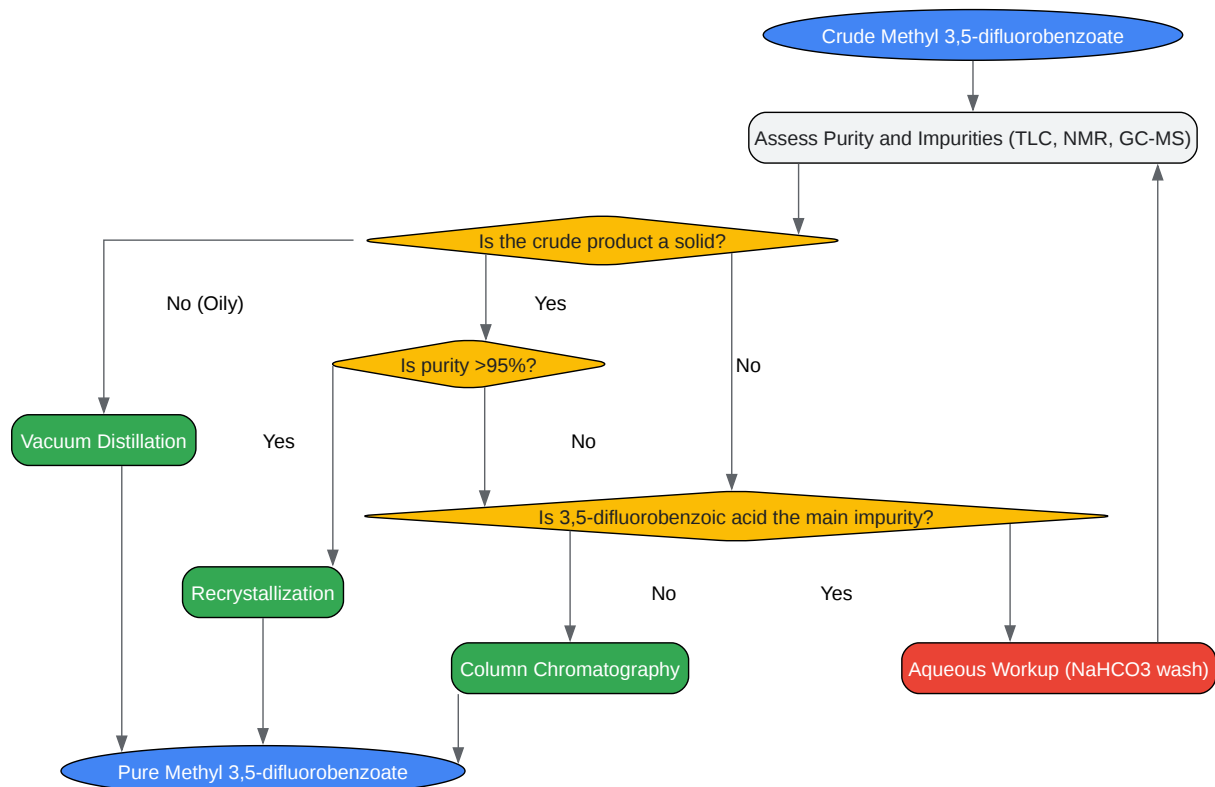 Crude Methyl 3,5-difluorobenzoate
Assess Purity and Impurities (TLC, NMR, GC-MS)
Is the crude product a solid?
No (Oily)
Yes
Is purity >95%?
No
Vacuum Distillation
Yes
No
Is 3,5-difluorobenzoic acid the main impurity?
Recrystallization
No
Yes
Column Chromatography
Aqueous Workup (NaHCO3 wash)
Pure Methyl 3,5-difluorobenzoate